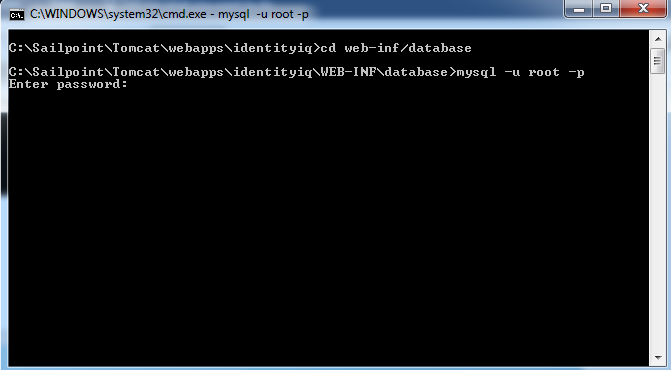 C:\WINDOWS\system32\cmd.exe - mysql -u root -p
C:\Sailpoint\Tomcat\webapps\identityiq>cd web-inf/database
C:\Sailpoint\Tomcat\webapps\identityiq\WEB-INF\database>mysql -u root -p
Enter password: